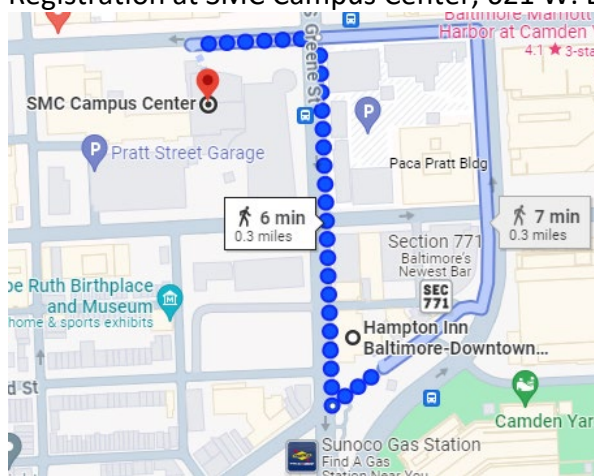 Registration at SMC Campus Center, 621 W.
Baltimore Marriott
Harbor at Camden Y
4.1 ★ 3-sta
S Greene St
SMC Campus Center
P
P
Pratt Street Garage
Paca Pratt Bldg
6 min
0.3 miles
7 min
0.3 miles
Section 771
Baltimore's
Newest Bar
SEC
771
be Ruth Birthplace
and Museum
home & sports exhibits
Hampton Inn
Baltimore-Downtown...
d St
Camden Yar
Sunoco Gas Station
Find A Gas
Station Near You